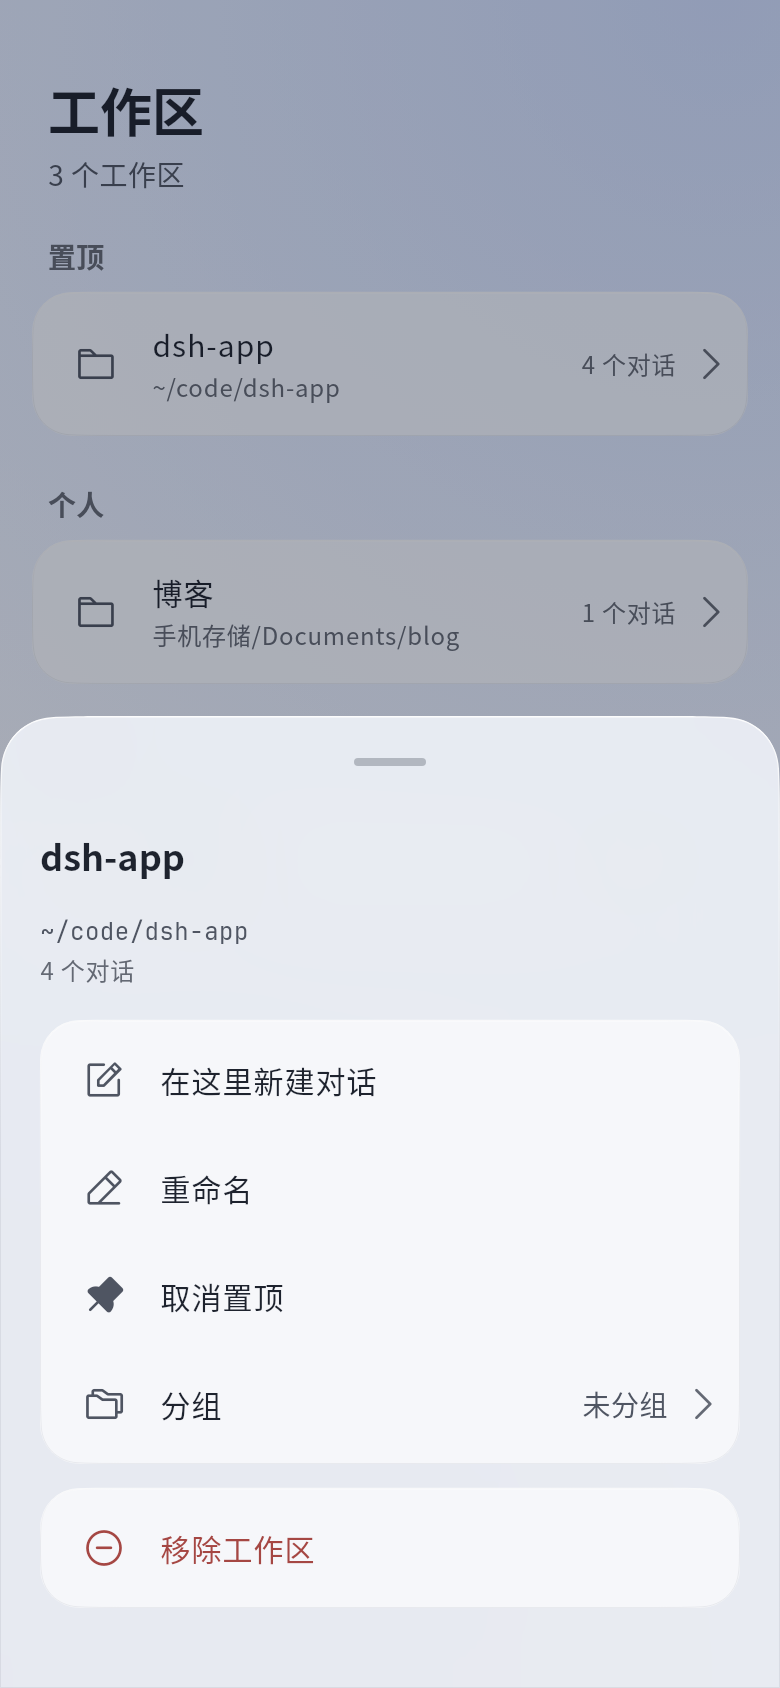 工作区
3 个工作区
置顶
dsh-app
~/code/dsh-app
4 个对话
个人
博客
手机存储/Documents/blog
1 个对话
dsh-app
~/code/dsh-app
4 个对话
在这里新建对话
重命名
取消置顶
分组
未分组
移除工作区